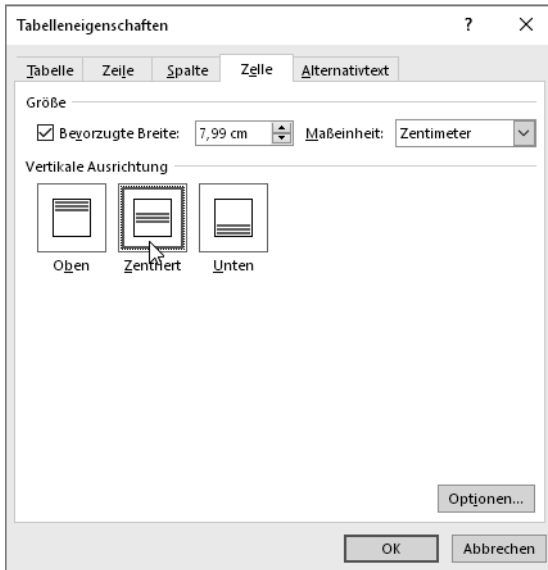 Tabelleneigenschaften ?
Tabelle Zeile Spalte Zelle Alternativtext
Größe
Bevorzugte Breite: 7,99 cm Maßeinheit: Zentimeter
Vertikale Ausrichtung
Oben Zentriert Unten
Optionen...
OK Abbrechen